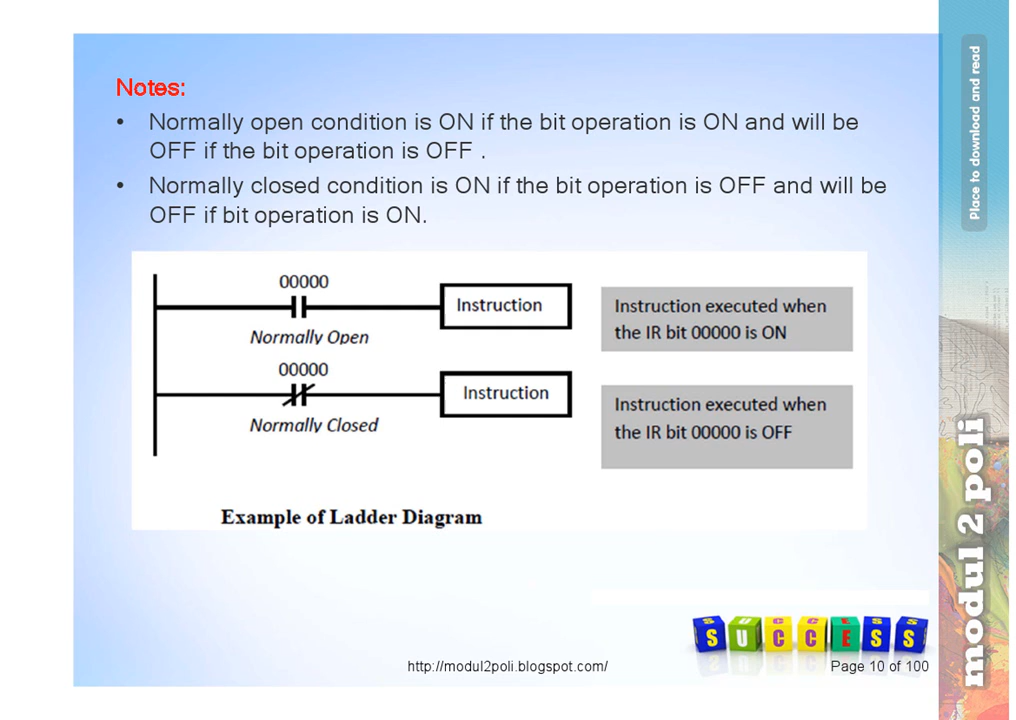 Notes:
• Normally open condition is ON if the bit operation is ON and will be
OFF if the bit operation is OFF .
• Normally closed condition is ON if the bit operation is OFF and will be
OFF if bit operation is ON.
00000
Instruction
Normally Open
Instruction executed when
the IR bit 00000 is ON
00000
Instruction
Normally Closed
Instruction executed when
the IR bit 00000 is OFF
Example of Ladder Diagram
SUCCESS
http://modul2poli.blogspot.com/
Page 10 of 100
Place to download and read
modul 2 poli